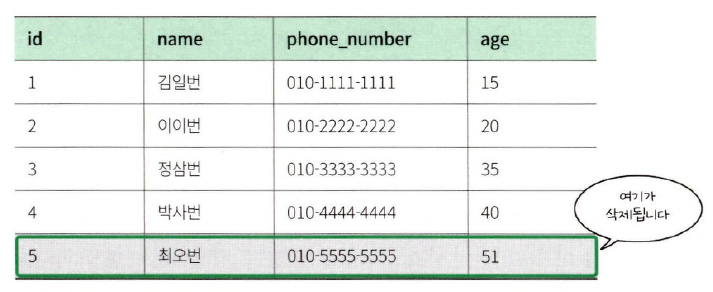 id name phone_number age
1 김일번 010-1111-1111 15
2 이이번 010-2222-2222 20
3 정삼번 010-3333-3333 35
4 박사번 010-4444-4444 40
여기가
삭제됩니다
5 최오번 010-5555-5555 51